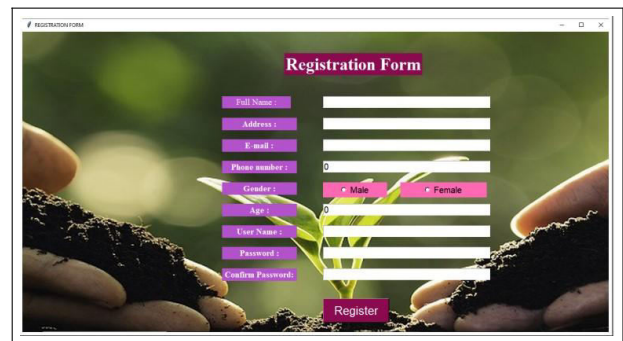 REGISTRATION FORM
Registration Form
Full Name :
Address :
E-mail :
Phone number : 0
Gender : Male Female
Age : 0
User Name :
Password :
Confirm Password:
Register